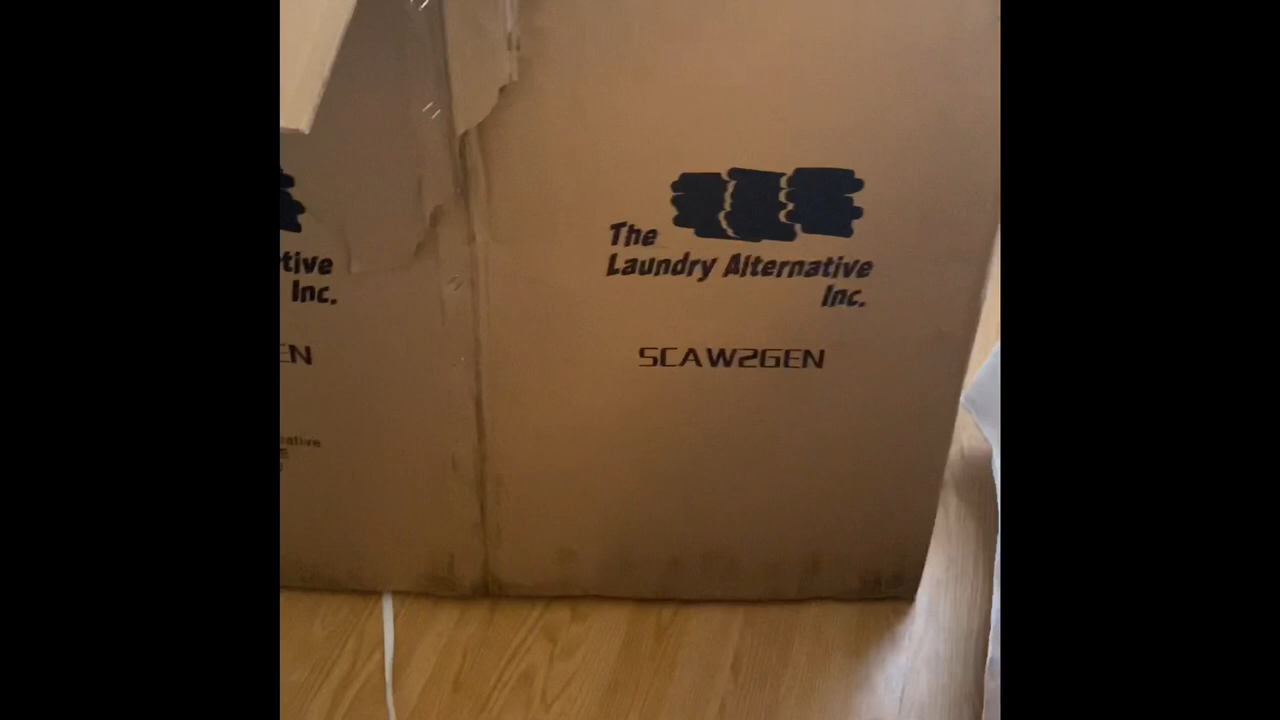 tive
Inc.
EN
The
Laundry Alternative
Inc.
SCAW2GEN